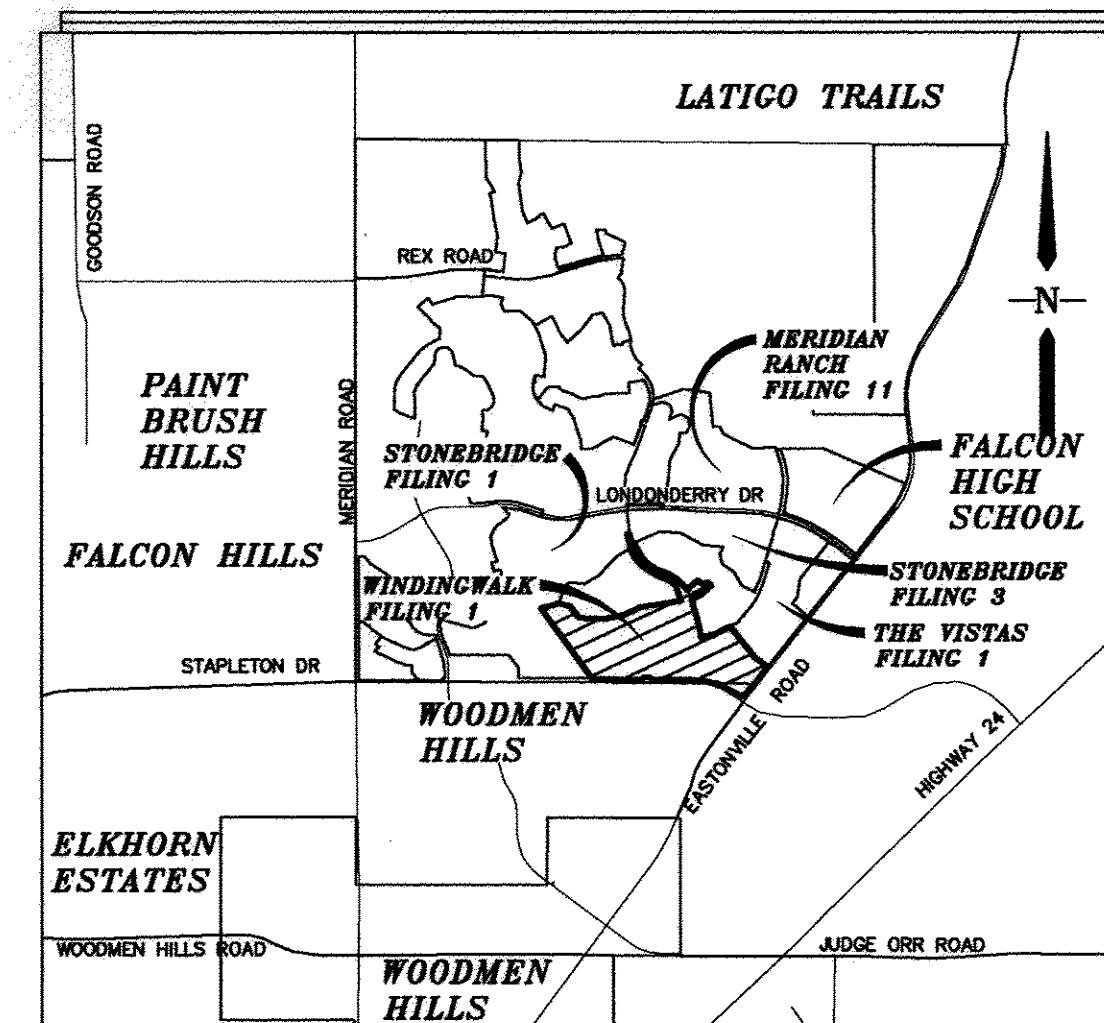 LATIGO TRAILS
GOODSON ROAD
REX ROAD
N
MERIDIAN
RANCH
FILING 11
PAINT
BRUSH
HILLS
MERIDIAN ROAD
STONEBRIDGE
FILING 1
FALCON
HIGH
SCHOOL
LONDONDERRY DR
FALCON HILLS
WINDINGWALK
FILING 1
STONEBRIDGE
FILING 3
THE VISTAS
FILING 1
STAPLETON DR
WOODMEN
HILLS
EASTONVILLE ROAD
HIGHWAY 24
ELKHORN
ESTATES
WOODMEN HILLS ROAD
JUDGE ORR ROAD
WOODMEN
HILLS